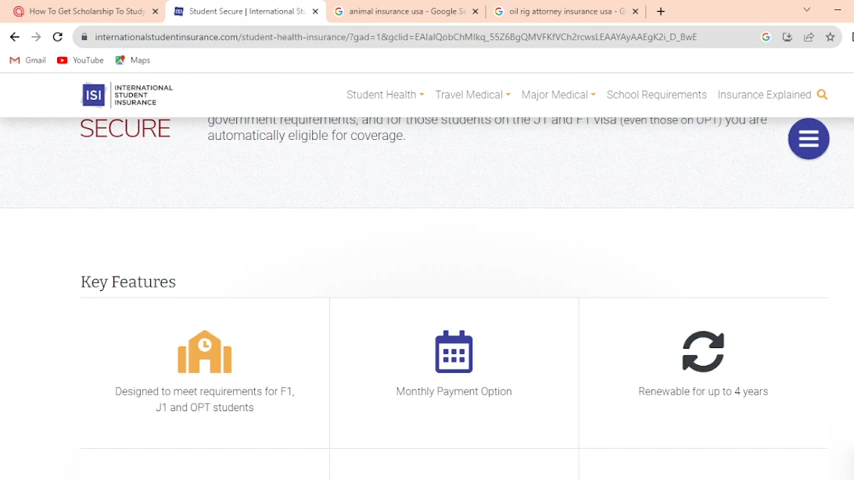 How To Get Scholarship To Study
Student Secure | International Stu
animal insurance usa - Google Se
oil rig attorney insurance usa - Go
internationalstudentinsurance.com/student-health-insurance/?gad=1&gclid=EAIaIQobChMIkq_55Z6BgQMVFKfVCh2rcwsLEAAYAyAAEgK2i_D_BwE
Gmail YouTube Maps
ISI INTERNATIONAL
STUDENT
INSURANCE
Student Health Travel Medical Major Medical School Requirements Insurance Explained
SECURE
government requirements, and for those students on the J1 and F1 visa (even those on OPT) you are
automatically eligible for coverage.
Key Features
Designed to meet requirements for F1,
J1 and OPT students
Monthly Payment Option
Renewable for up to 4 years